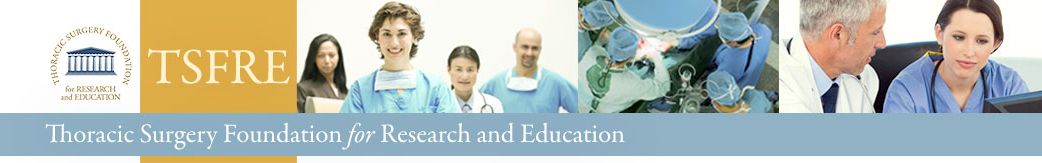 THORACIC SURGERY FOUNDATION
for RESEARCH
and EDUCATION
TSFRE
Thoracic Surgery Foundation for Research and Education